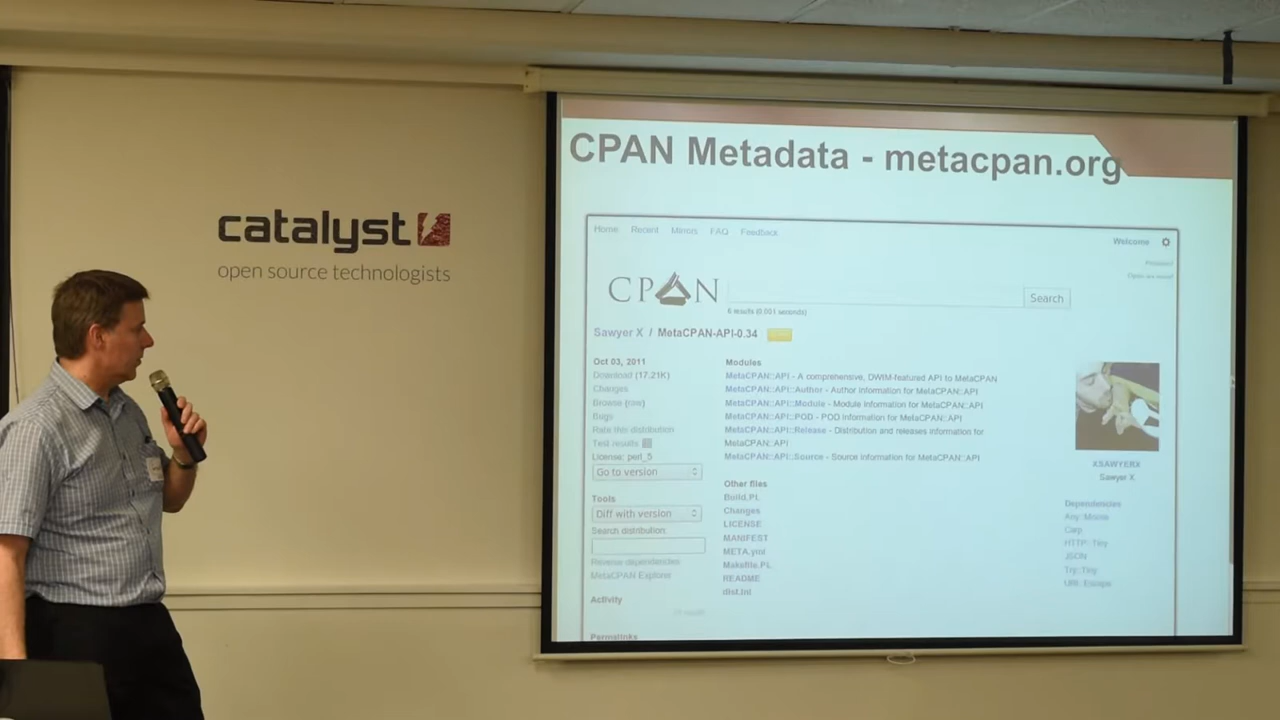 catalyst
open source technologists
CPAN Metadata - metacpan.org
Home Recent Mirrors FAQ Feedback
Welcome
CPAN
Search
6 results (0.001 seconds)
Sawyer X / MetaCPAN-API-0.34
Oct 03, 2011
Download (17.21K)
Changes
Browse (raw)
Bugs
Rate this distribution
Test results
License: perl_5
Go to version
Tools
Diff with version
Search distribution:
Reverse dependencies
MetaCPAN Explorer
Activity
Permalinks
Modules
MetaCPAN::API - A comprehensive, DWIM-featured API to MetaCPAN
MetaCPAN::API::Author - Author information for MetaCPAN::API
MetaCPAN::API::Module - Module information for MetaCPAN::API
MetaCPAN::API::POD - POD information for MetaCPAN::API
MetaCPAN::API::Release - Distribution and releases information for
MetaCPAN::API
MetaCPAN::API::Source - Source information for MetaCPAN::API
Other files
Build.PL
Changes
LICENSE
MANIFEST
META.yml
Makefile.PL
README
dist.ini
XSAWYERX
Sawyer X
Dependencies
Any::Moose
Carp
HTTP::Tiny
JSON
Try::Tiny
URI::Escape